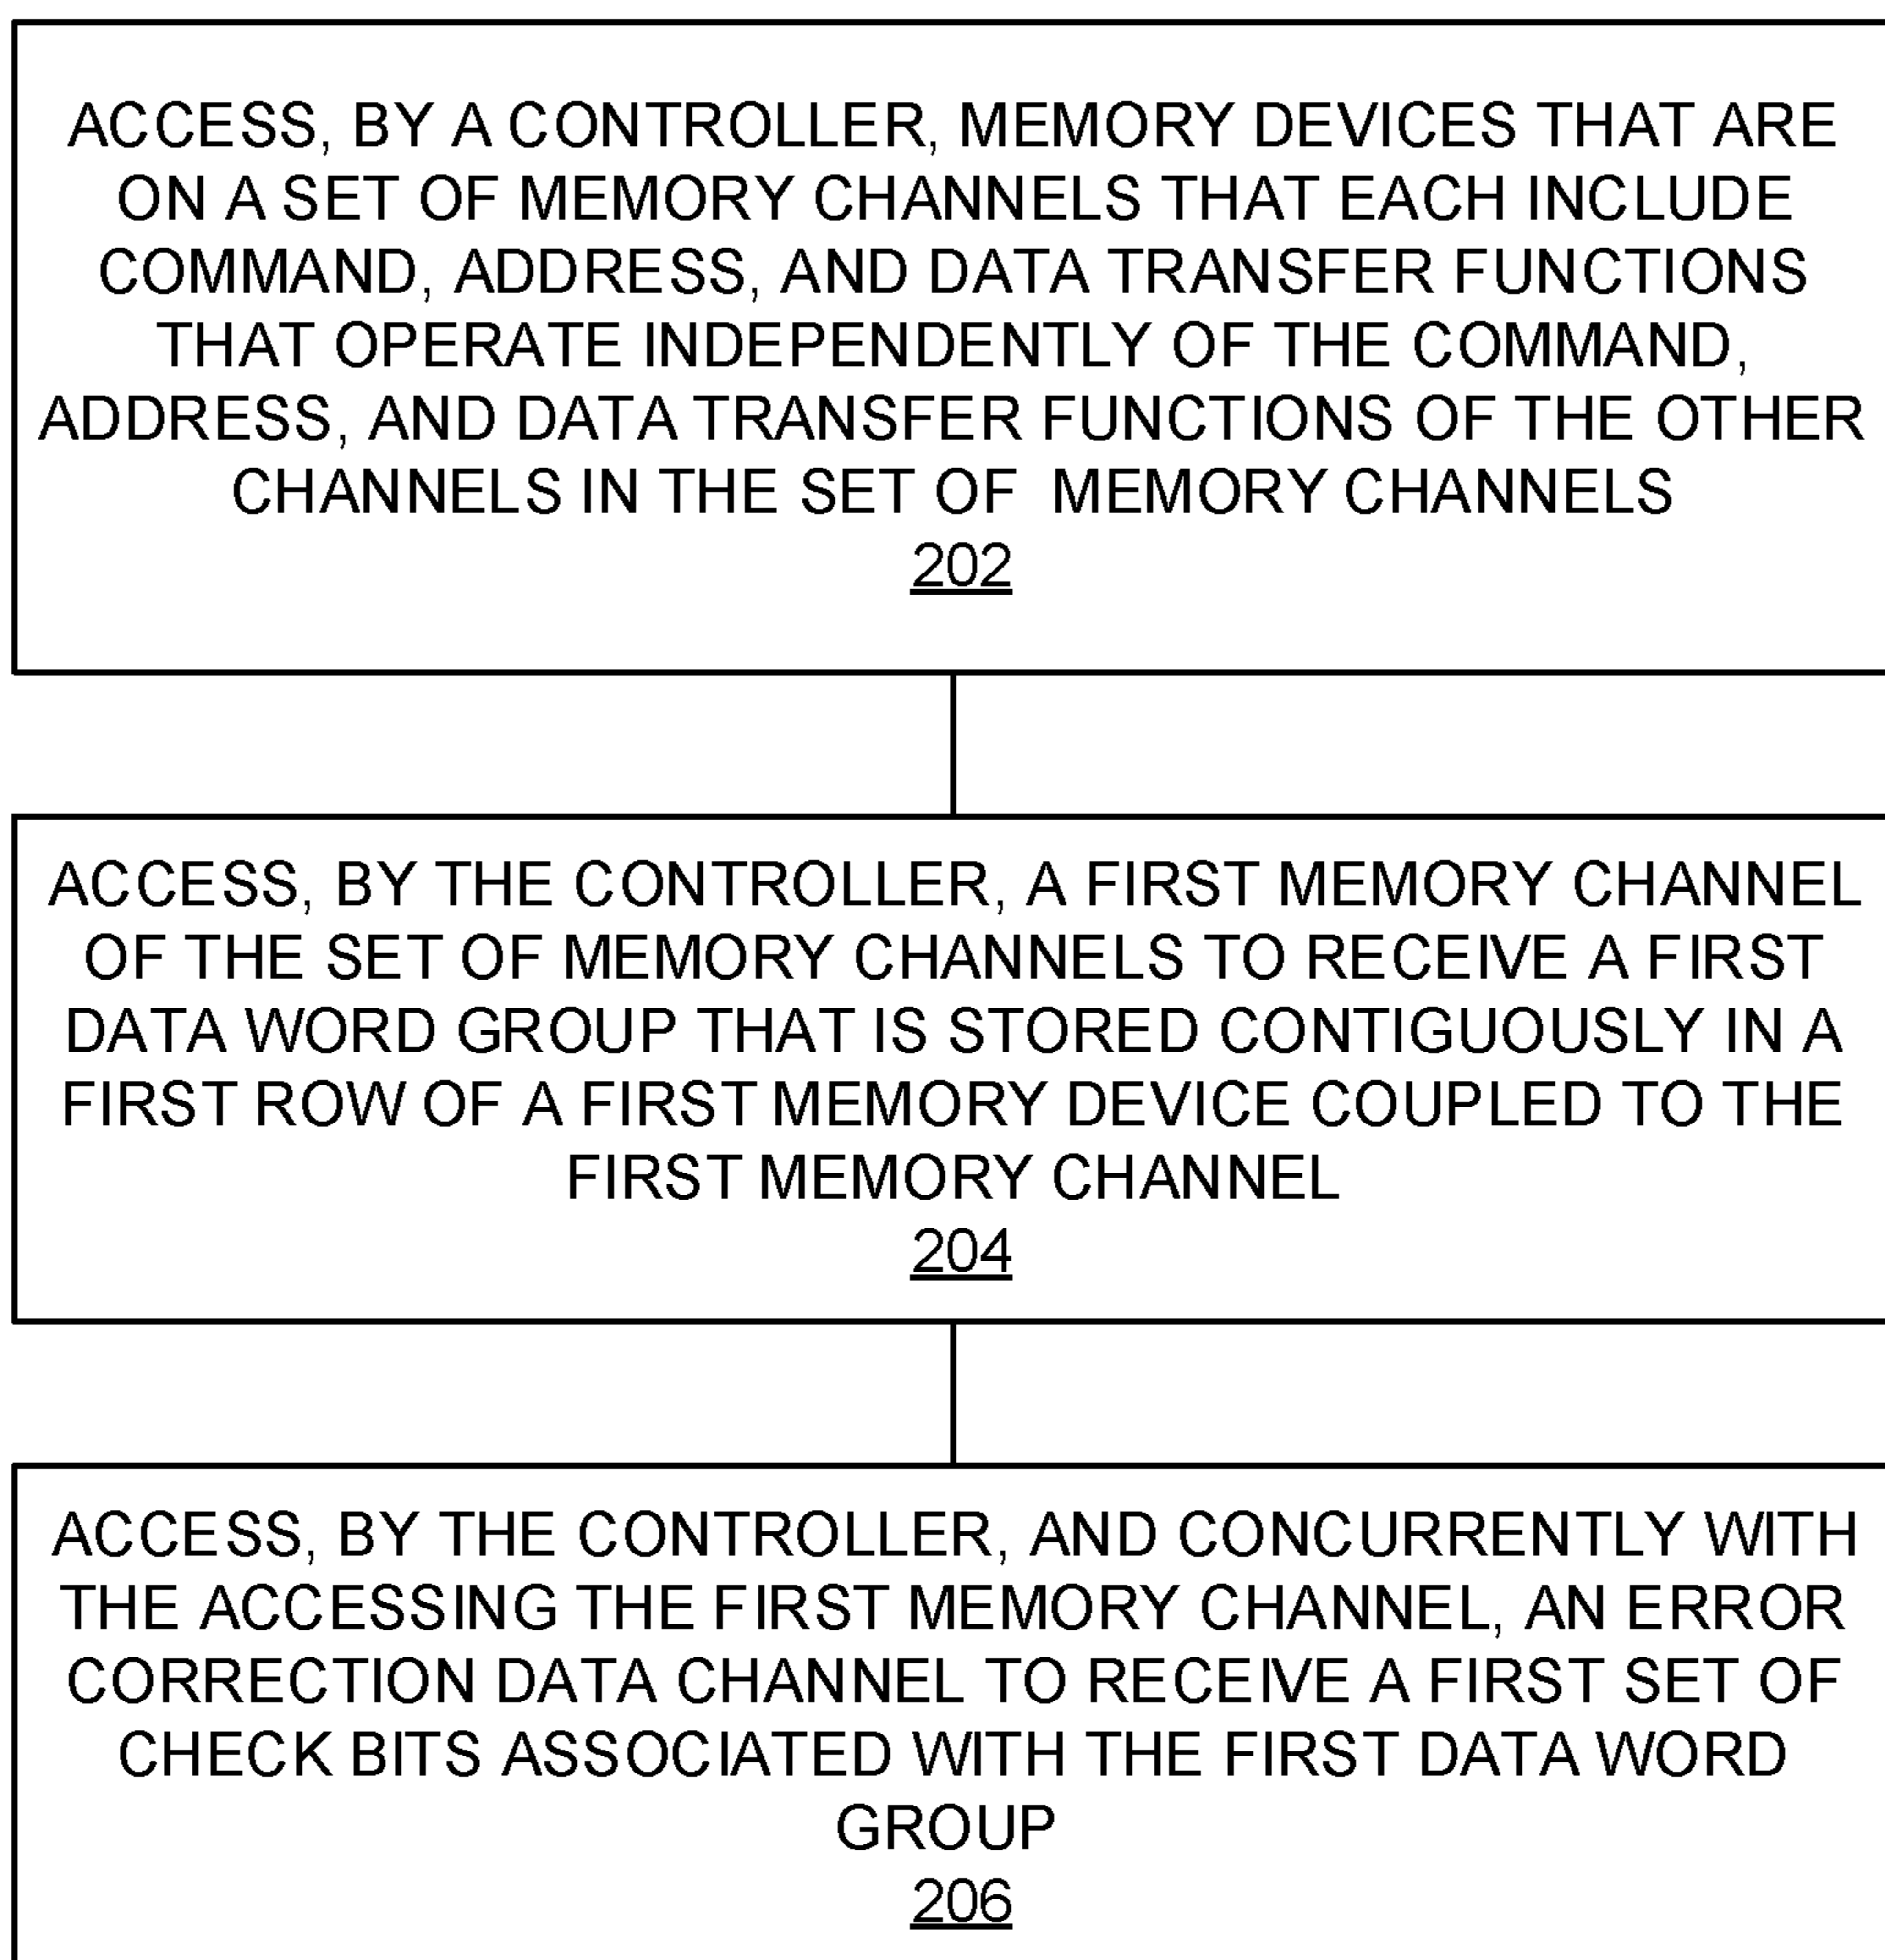 ACCESS, BY A CONTROLLER, MEMORY DEVICES THAT ARE
ON A SET OF MEMORY CHANNELS THAT EACH INCLUDE
COMMAND, ADDRESS, AND DATA TRANSFER FUNCTIONS
THAT OPERATE INDEPENDENTLY OF THE COMMAND,
ADDRESS, AND DATA TRANSFER FUNCTIONS OF THE OTHER
CHANNELS IN THE SET OF MEMORY CHANNELS
202
ACCESS, BY THE CONTROLLER, A FIRST MEMORY CHANNEL
OF THE SET OF MEMORY CHANNELS TO RECEIVE A FIRST
DATA WORD GROUP THAT IS STORED CONTIGUOUSLY IN A
FIRST ROW OF A FIRST MEMORY DEVICE COUPLED TO THE
FIRST MEMORY CHANNEL
204
ACCESS, BY THE CONTROLLER, AND CONCURRENTLY WITH
THE ACCESSING THE FIRST MEMORY CHANNEL, AN ERROR
CORRECTION DATA CHANNEL TO RECEIVE A FIRST SET OF
CHECK BITS ASSOCIATED WITH THE FIRST DATA WORD
GROUP
206